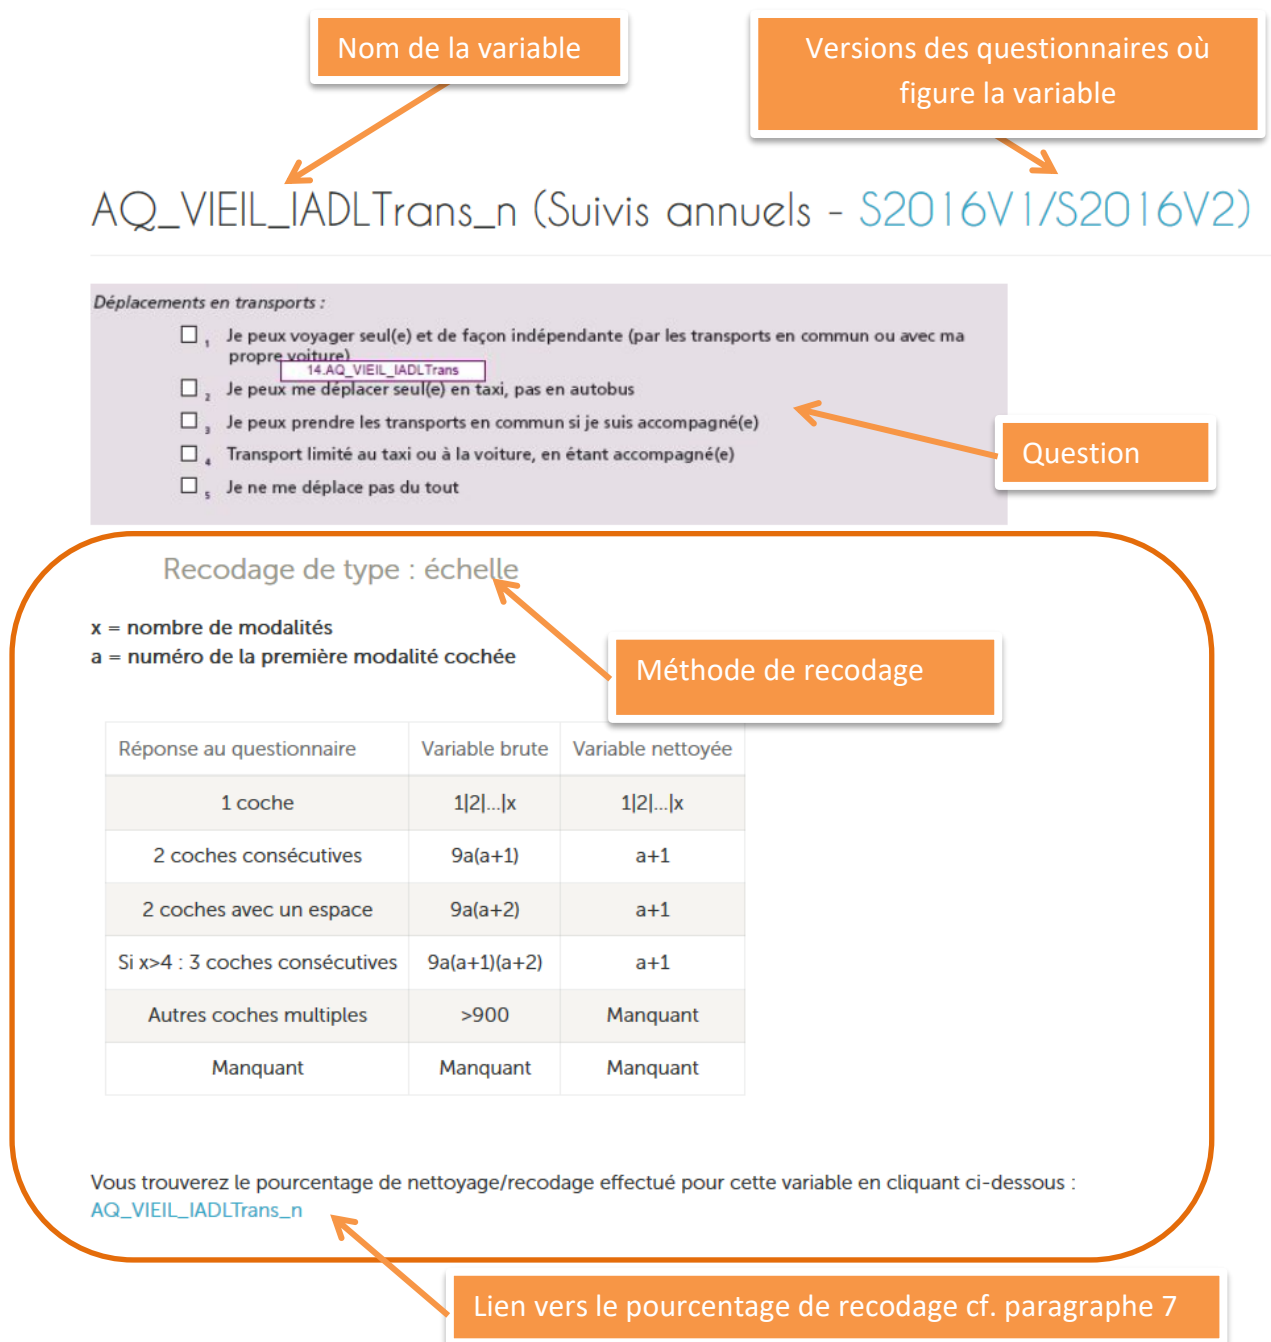 Nom de la variable
Versions des questionnaires où
figure la variable
AQ_VIEIL_IADLTrans_n (Suivis annuels - S2016V1/S2016V2)
Déplacements en transports :
1 Je peux voyager seul(e) et de façon indépendante (par les transports en commun ou avec ma
propre voiture)
14.AQ_VIEIL_IADLTrans
2 Je peux me déplacer seul(e) en taxi, pas en autobus
3 Je peux prendre les transports en commun si je suis accompagné(e)
4 Transport limité au taxi ou à la voiture, en étant accompagné(e)
5 Je ne me déplace pas du tout
Question
Recodage de type : échelle
x = nombre de modalités
a = numéro de la première modalité cochée
Méthode de recodage
Réponse au questionnaire Variable brute Variable nettoyée
1 coche 1|2|...|x 1|2|...|x
2 coches consécutives 9a(a+1) a+1
2 coches avec un espace 9a(a+2) a+1
Si x>4 : 3 coches consécutives 9a(a+1)(a+2) a+1
Autres coches multiples >900 Manquant
Manquant Manquant Manquant
Vous trouverez le pourcentage de nettoyage/recodage effectué pour cette variable en cliquant ci-dessous :
AQ_VIEIL_IADLTrans_n
Lien vers le pourcentage de recodage cf. paragraphe 7